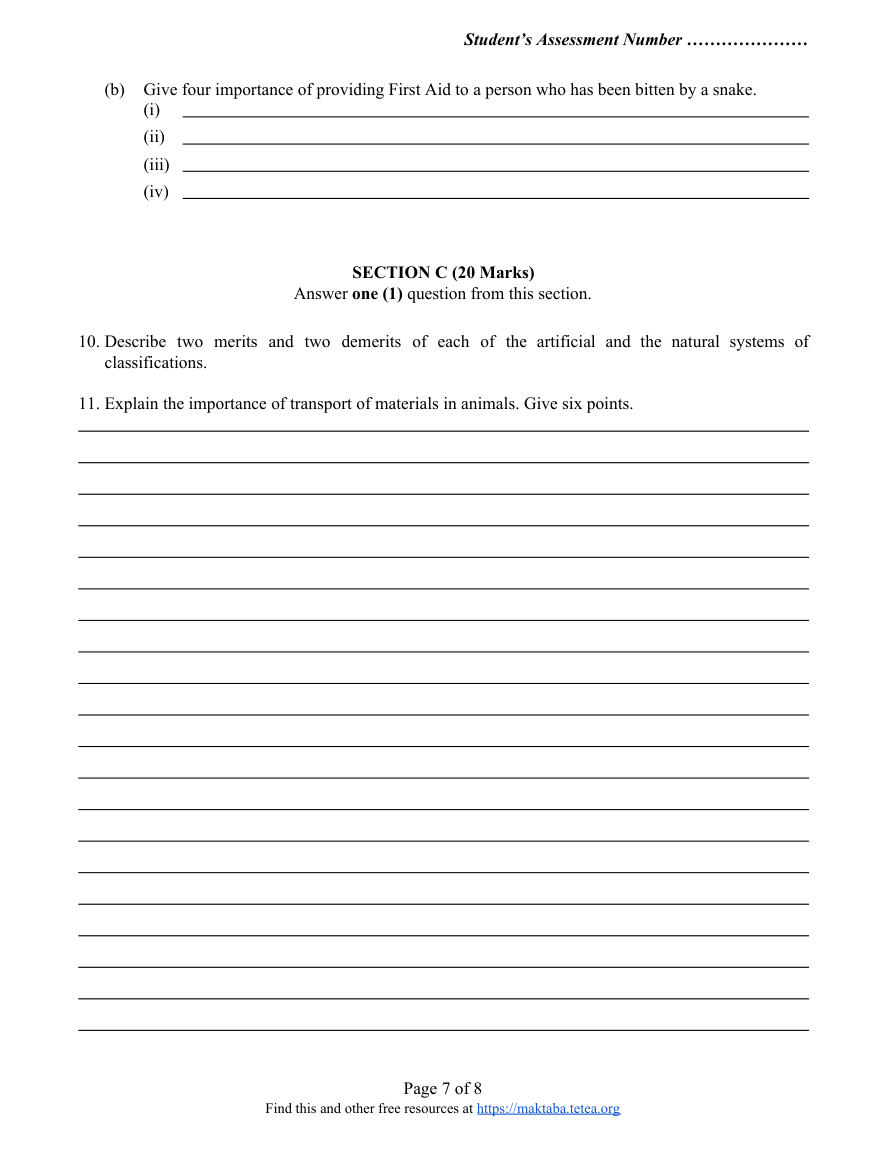 Student's Assessment Number …………………
(b) Give four importance of providing First Aid to a person who has been bitten by a snake.
(i)
(ii)
(iii)
(iv)
SECTION C (20 Marks)
Answer one (1) question from this section.
10. Describe two merits and two demerits of each of the artificial and the natural systems of
classifications.
11. Explain the importance of transport of materials in animals. Give six points.
Page 7 of 8
Find this and other free resources at https://maktaba.tetea.org